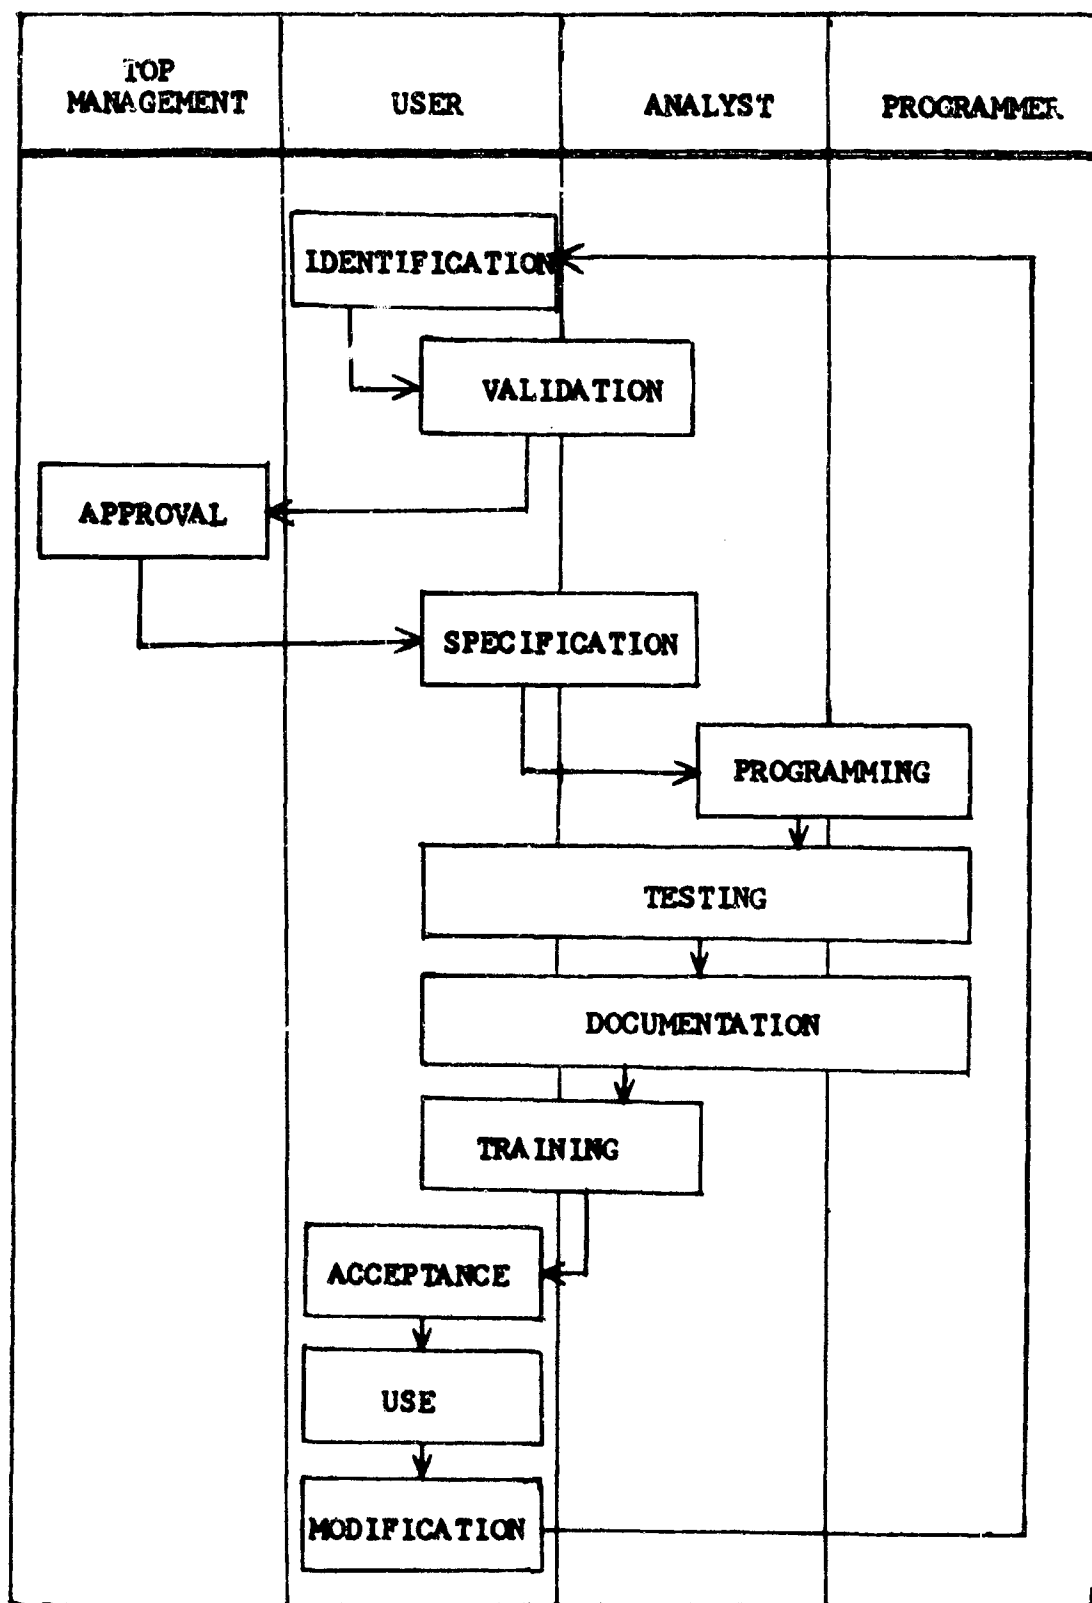 TOP
MANAGEMENT
USER
ANALYST
PROGRAMMER
IDENTIFICATION
VALIDATION
APPROVAL
SPECIFICATION
PROGRAMMING
TESTING
DOCUMENTATION
TRAINING
ACCEPTANCE
USE
MODIFICATION